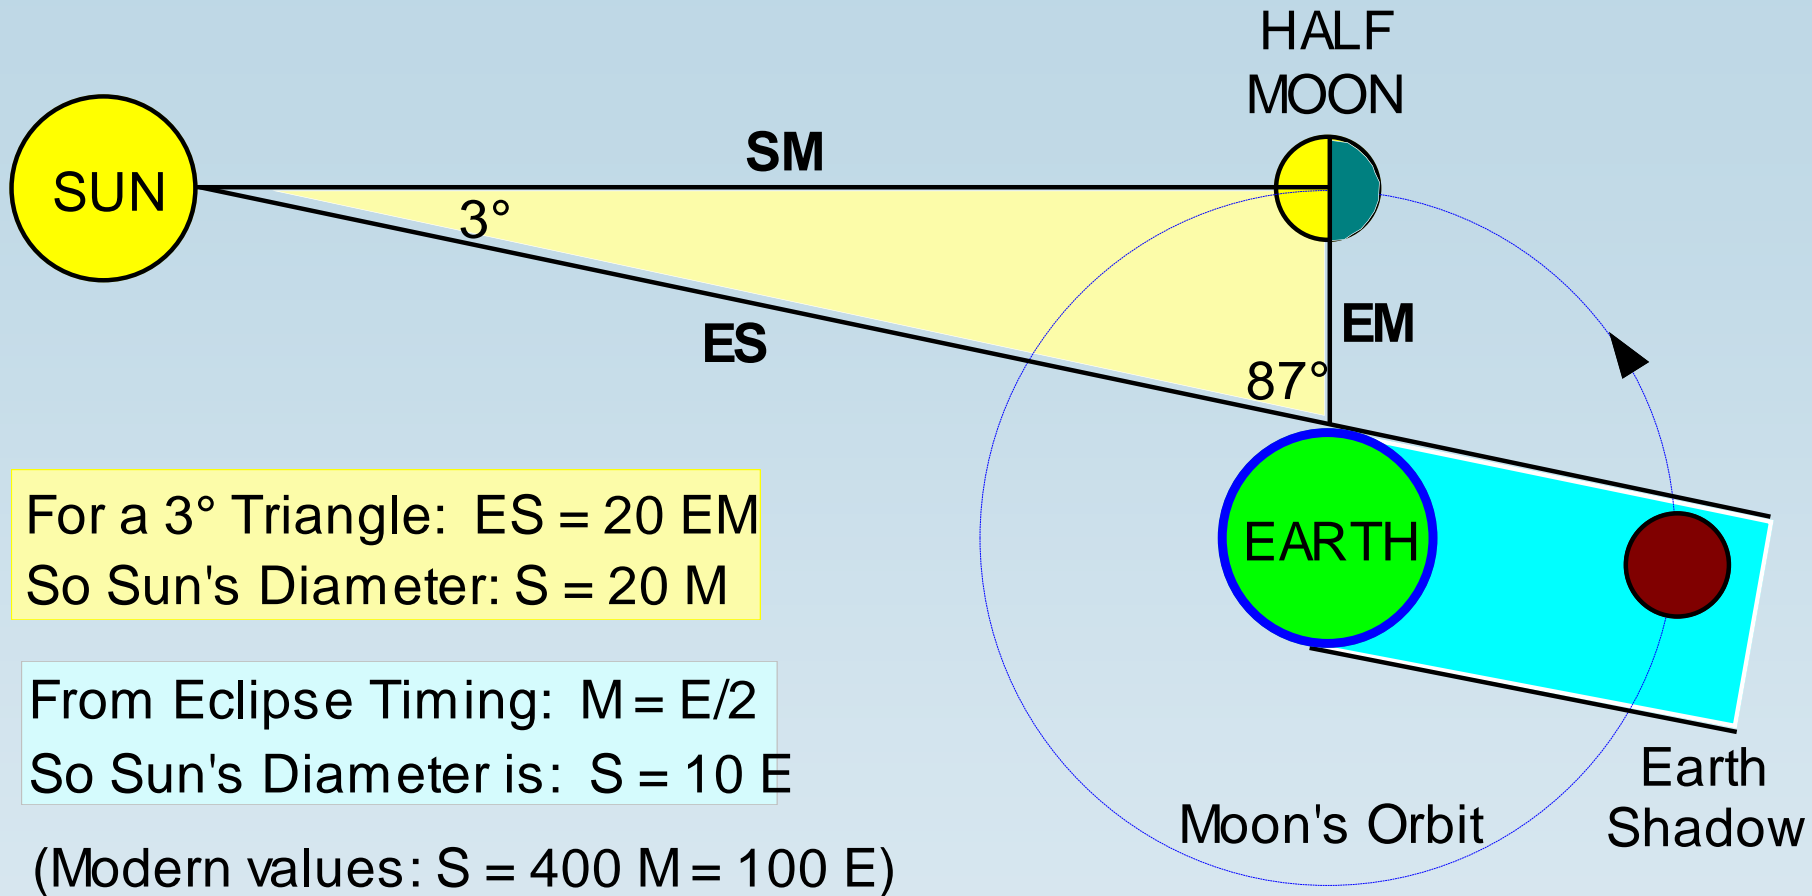 HALF
MOON
SUN
SM
3°
ES
EM
87°
EARTH
For a 3° Triangle: ES = 20 EM
So Sun's Diameter: S = 20 M
From Eclipse Timing: M = E/2
So Sun's Diameter is: S = 10 E
(Modern values: S = 400 M = 100 E)
Moon's Orbit
Earth
Shadow